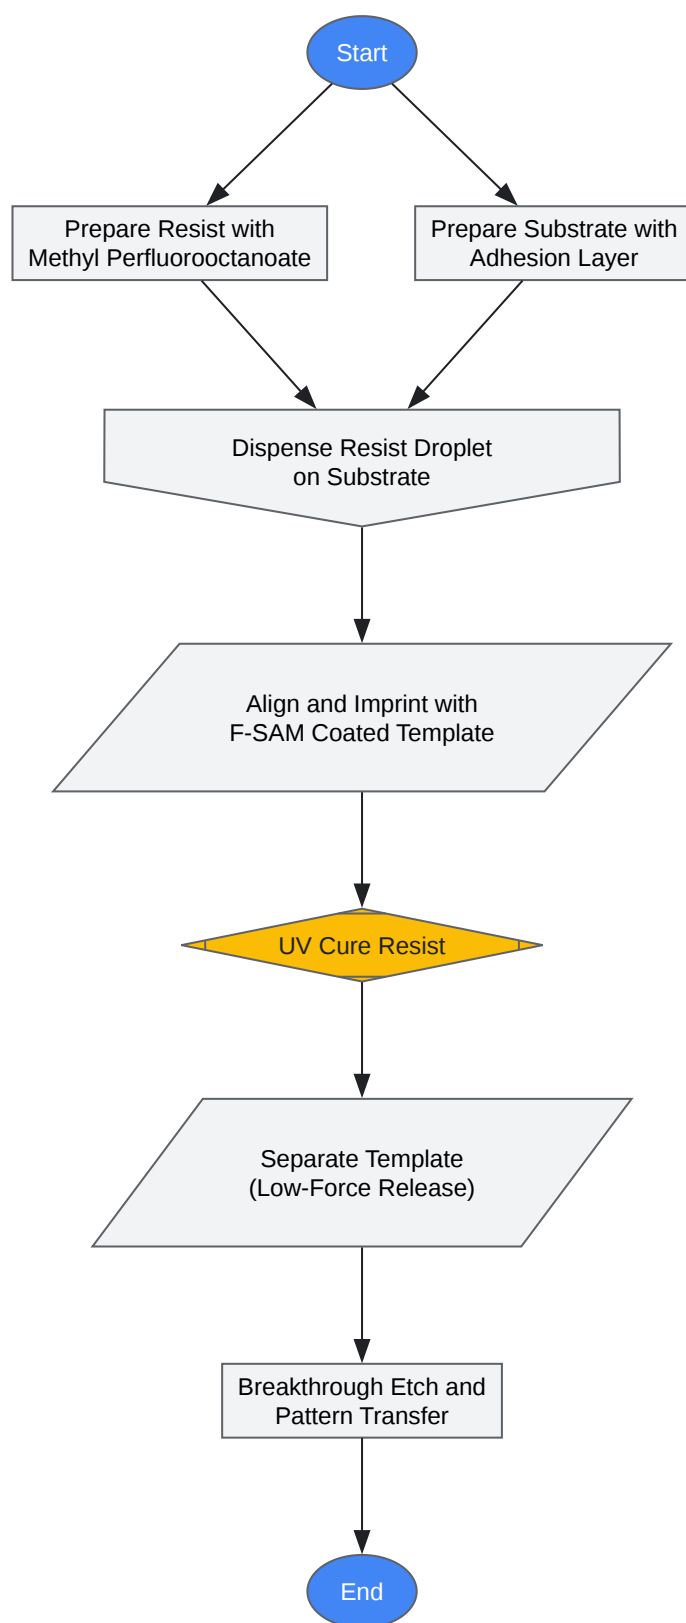 Start
Prepare Resist with
Methyl Perfluorooctanoate
Prepare Substrate with
Adhesion Layer
Dispense Resist Droplet
on Substrate
Align and Imprint with
F-SAM Coated Template
UV Cure Resist
Separate Template
(Low-Force Release)
Breakthrough Etch and
Pattern Transfer
End